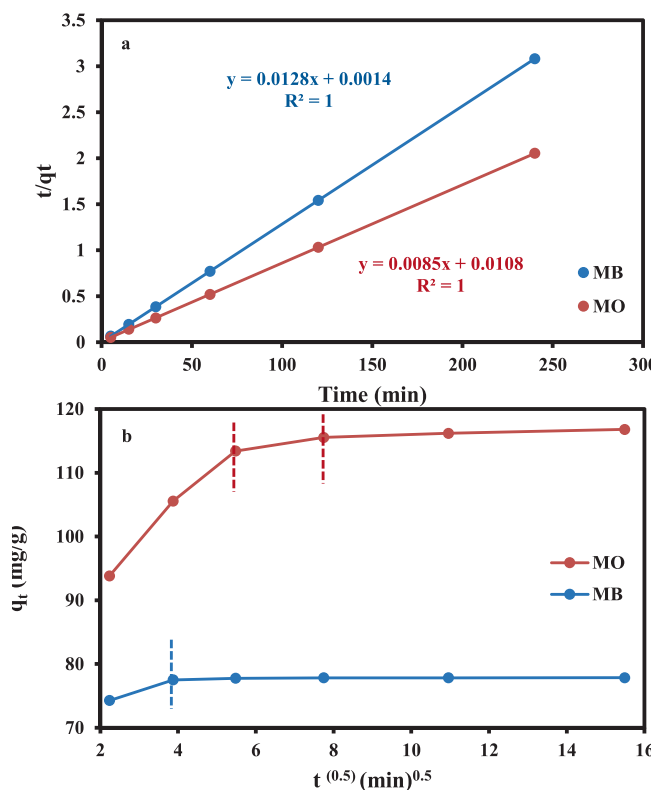 a
y = 0.0128x + 0.0014
R² = 1
y = 0.0085x + 0.0108
R² = 1
MB
MO
t/qt
3.5
3
2.5
2
1.5
1
0.5
0
0 50 100 150 200 250 300
Time (min)
b
MO
MB
qt (mg/g)
120
110
100
90
80
70
2 4 6 8 10 12 14 16
t (0.5) (min)0.5